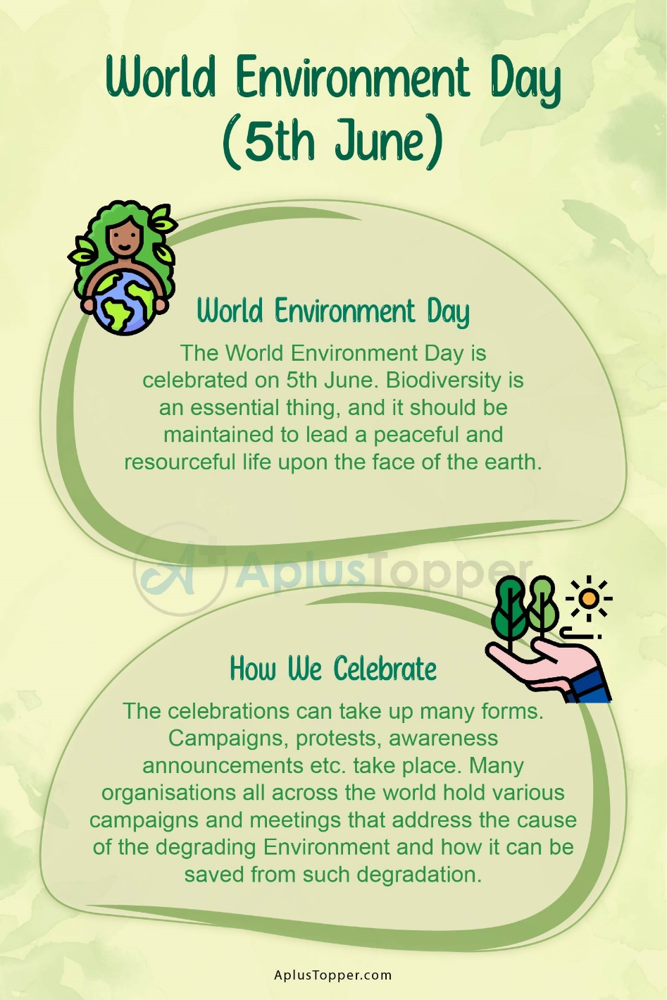 World Environment Day
(5th June)
World Environment Day
The World Environment Day is
celebrated on 5th June. Biodiversity is
an essential thing, and it should be
maintained to lead a peaceful and
resourceful life upon the face of the earth.
A+ AplusTopper
How We Celebrate
The celebrations can take up many forms.
Campaigns, protests, awareness
announcements etc. take place. Many
organisations all across the world hold various
campaigns and meetings that address the cause
of the degrading Environment and how it can be
saved from such degradation.
AplusTopper.com